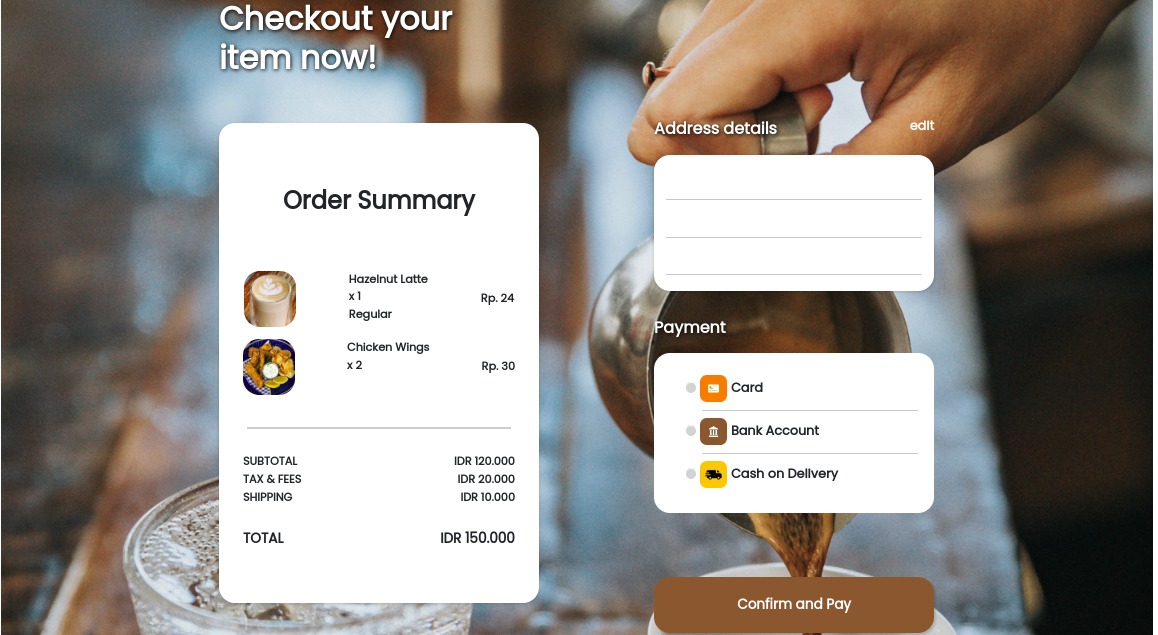 Checkout your
item now!
Order Summary
Hazelnut Latte
x 1
Regular
Rp. 24
Chicken Wings
x 2
Rp. 30
SUBTOTAL IDR 120.000
TAX & FEES IDR 20.000
SHIPPING IDR 10.000
TOTAL IDR 150.000
Address details edit
Payment
Card
Bank Account
Cash on Delivery
Confirm and Pay